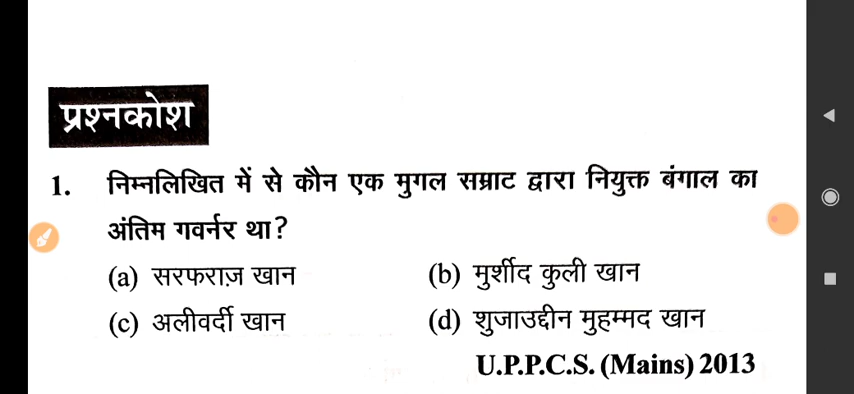 प्रश्नकोश
1. निम्नलिखित में से कौन एक मुगल सम्राट द्वारा नियुक्त बंगाल का
अंतिम गवर्नर था?
(a) सरफराज़ खान (b) मुर्शीद कुली खान
(c) अलीवर्दी खान (d) शुजाउद्दीन मुहम्मद खान
U.P.P.C.S. (Mains) 2013